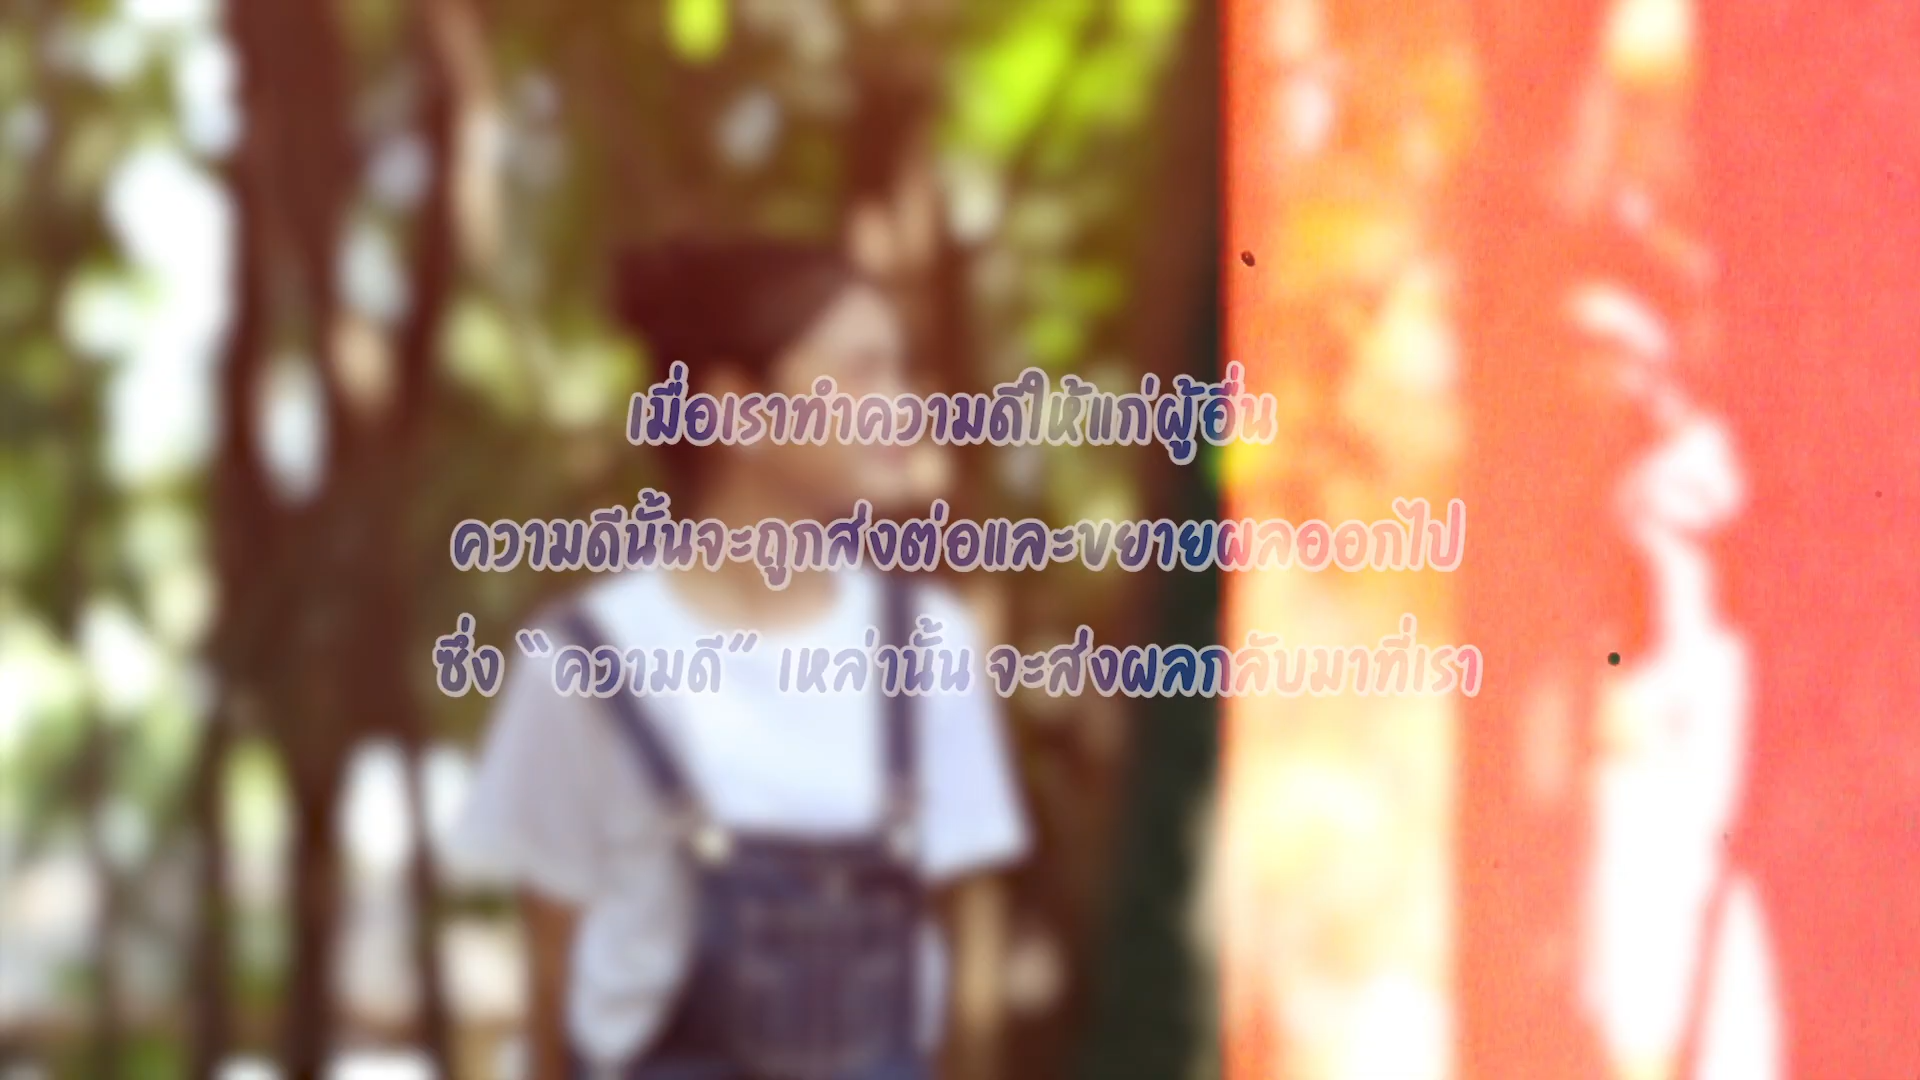 เมื่อเราทำความดีให้แก่ผู้อื่น
ความดีนั้นจะถูกส่งต่อและขยายผลออกไป
ซึ่ง “ความดี” เหล่านั้น จะส่งผลกลับมาที่เรา